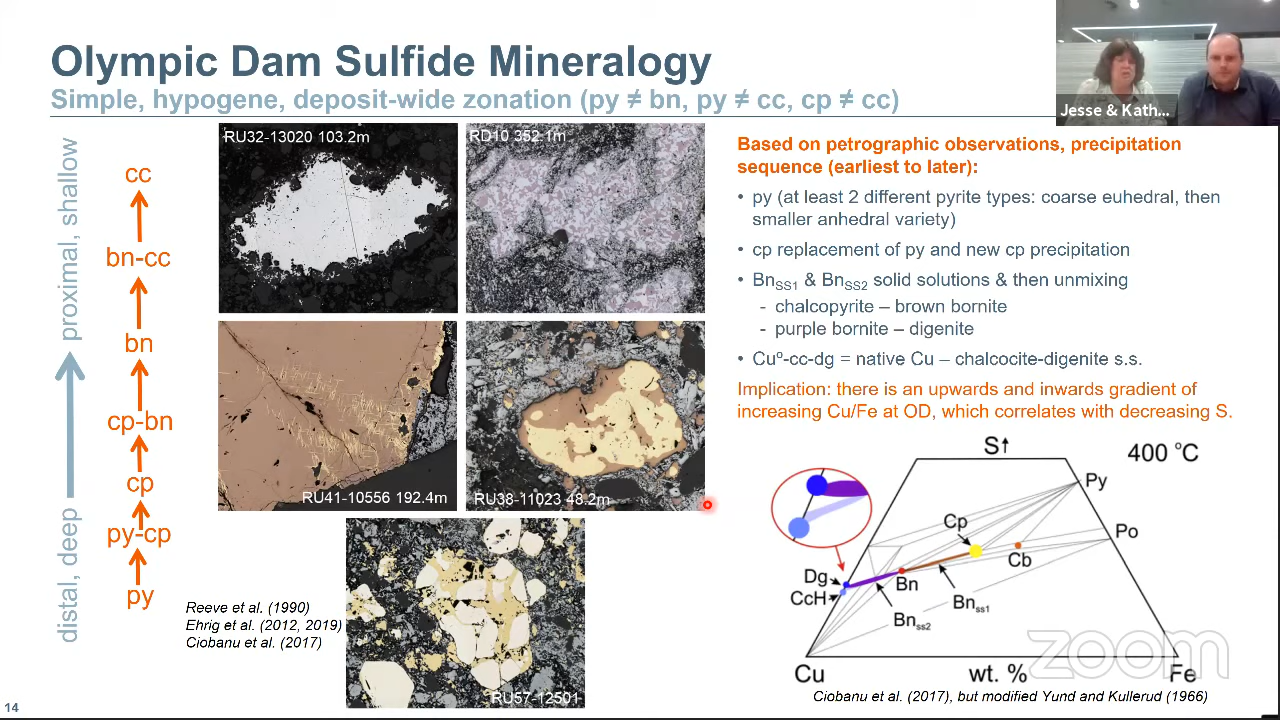 Olympic Dam Sulfide Mineralogy
Simple, hypogene, deposit-wide zonation (py ≠ bn, py ≠ cc, cp ≠ cc)
Jesse & Kath...
distal, deep
proximal, shallow
cc
bn-cc
bn
cp-bn
cp
py-cp
py
RU32-13020 103.2m
RD10 352.1m
RU41-10556 192.4m
RU38-11023 48.2m
RU57-12501
Reeve et al. (1990)
Ehrig et al. (2012, 2019)
Ciobanu et al. (2017)
Based on petrographic observations, precipitation
sequence (earliest to later):
• py (at least 2 different pyrite types: coarse euhedral, then
smaller anhedral variety)
• cp replacement of py and new cp precipitation
• BnSS1 & BnSS2 solid solutions & then unmixing
- chalcopyrite – brown bornite
- purple bornite – digenite
• Cuº-cc-dg = native Cu – chalcocite-digenite s.s.
Implication: there is an upwards and inwards gradient of
increasing Cu/Fe at OD, which correlates with decreasing S.
S↑
400 ºC
Py
Po
Cp
Cb
Dg
CcH
Bn
Bnss1
Bnss2
Cu
wt. %
Fe
zoom
Ciobanu et al. (2017), but modified Yund and Kullerud (1966)
14